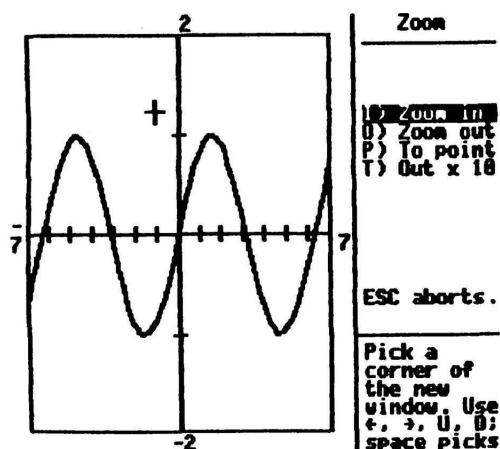 2
-7
7
-2
Zoom
I) Zoom in
O) Zoom out
P) To point
T) Out x 10
ESC aborts.
Pick a
corner of
the new
window. Use
←, →, U, D;
space picks